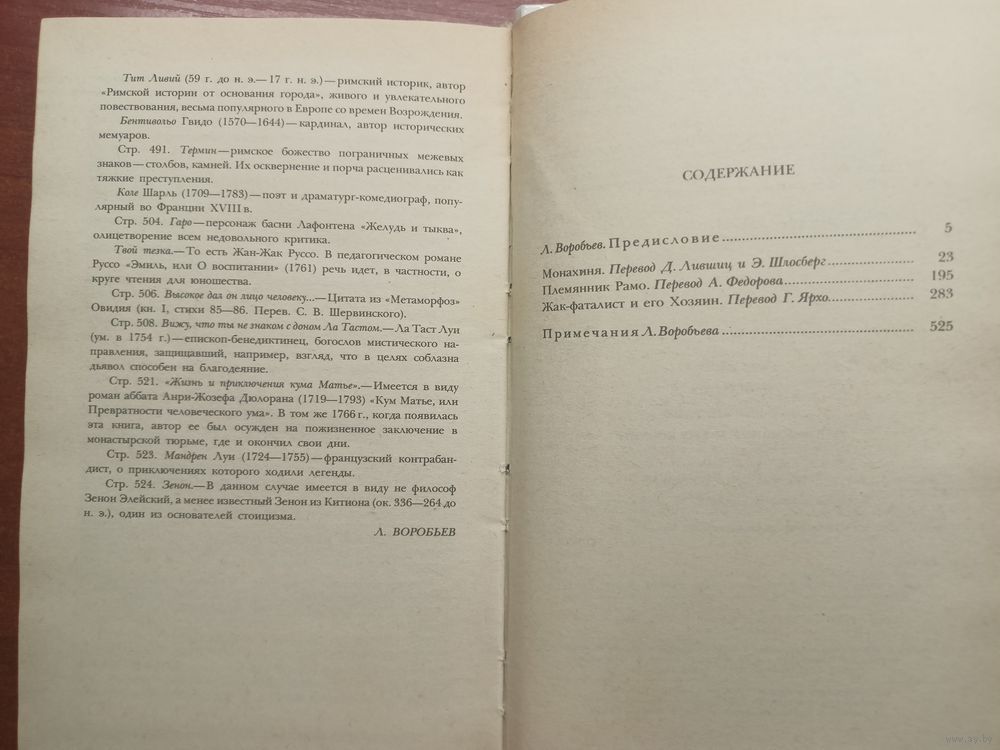 Тит Ливий (59 г. до н. э.— 17 г. н. э.) — римский историк, автор
«Римской истории от основания города», живого и увлекательного
повествования, весьма популярного в Европе со времен Возрождения.
Бентивольо Гвидо (1570—1644) — кардинал, автор исторических
мемуаров.
Стр. 491. Термин — римское божество пограничных межевых
знаков — столбов, камней. Их осквернение и порча расценивались как
тяжкие преступления.
Коле Шарль (1709—1783) — поэт и драматург-комедиограф, попу-
лярный во Франции XVIII в.
Стр. 504. Гаро — персонаж басни Лафонтена «Желудь и тыква»,
олицетворение всем недовольного критика.
Твой тезка.— То есть Жан-Жак Руссо. В педагогическом романе
Руссо «Эмиль, или О воспитании» (1761) речь идет, в частности, о
круге чтения для юношества.
Стр. 506. Высокое дал он лицо человеку...— Цитата из «Метаморфоз»
Овидия (кн. I, стихи 85—86. Перев. С. В. Шервинского).
Стр. 508. Вижу, что ты не знаком с доном Ла Тастом.— Ла Таст Луи
(ум. в 1754 г.) — епископ-бенедиктинец, богослов мистического на-
правления, защищавший, например, взгляд, что в целях соблазна
дьявол способен на благодеяние.
Стр. 521. «Жизнь и приключения кума Матье».— Имеется в виду
роман аббата Анри-Жозефа Дюлорана (1719—1793) «Кум Матье, или
Превратности человеческого ума». В том же 1766 г., когда появилась
эта книга, автор ее был осужден на пожизненное заключение в
монастырской тюрьме, где и окончил свои дни.
Стр. 523. Мандрен Луи (1724—1755) — французский контрабан-
дист, о приключениях которого ходили легенды.
Стр. 524. Зенон.— В данном случае имеется в виду не философ
Зенон Элейский, а менее известный Зенон из Китиона (ок. 336—264 до
н. э.), один из основателей стоицизма.
Л. ВОРОБЬЕВ
СОДЕРЖАНИЕ
Л. Воробьев. Предисловие 5
Монахиня. Перевод Д. Лившиц и Э. Шлосберг 23
Племянник Рамо. Перевод А. Федорова 195
Жак-фаталист и его Хозяин. Перевод Г. Ярхо 283
Примечания Л. Воробьева 525
www.ay.by